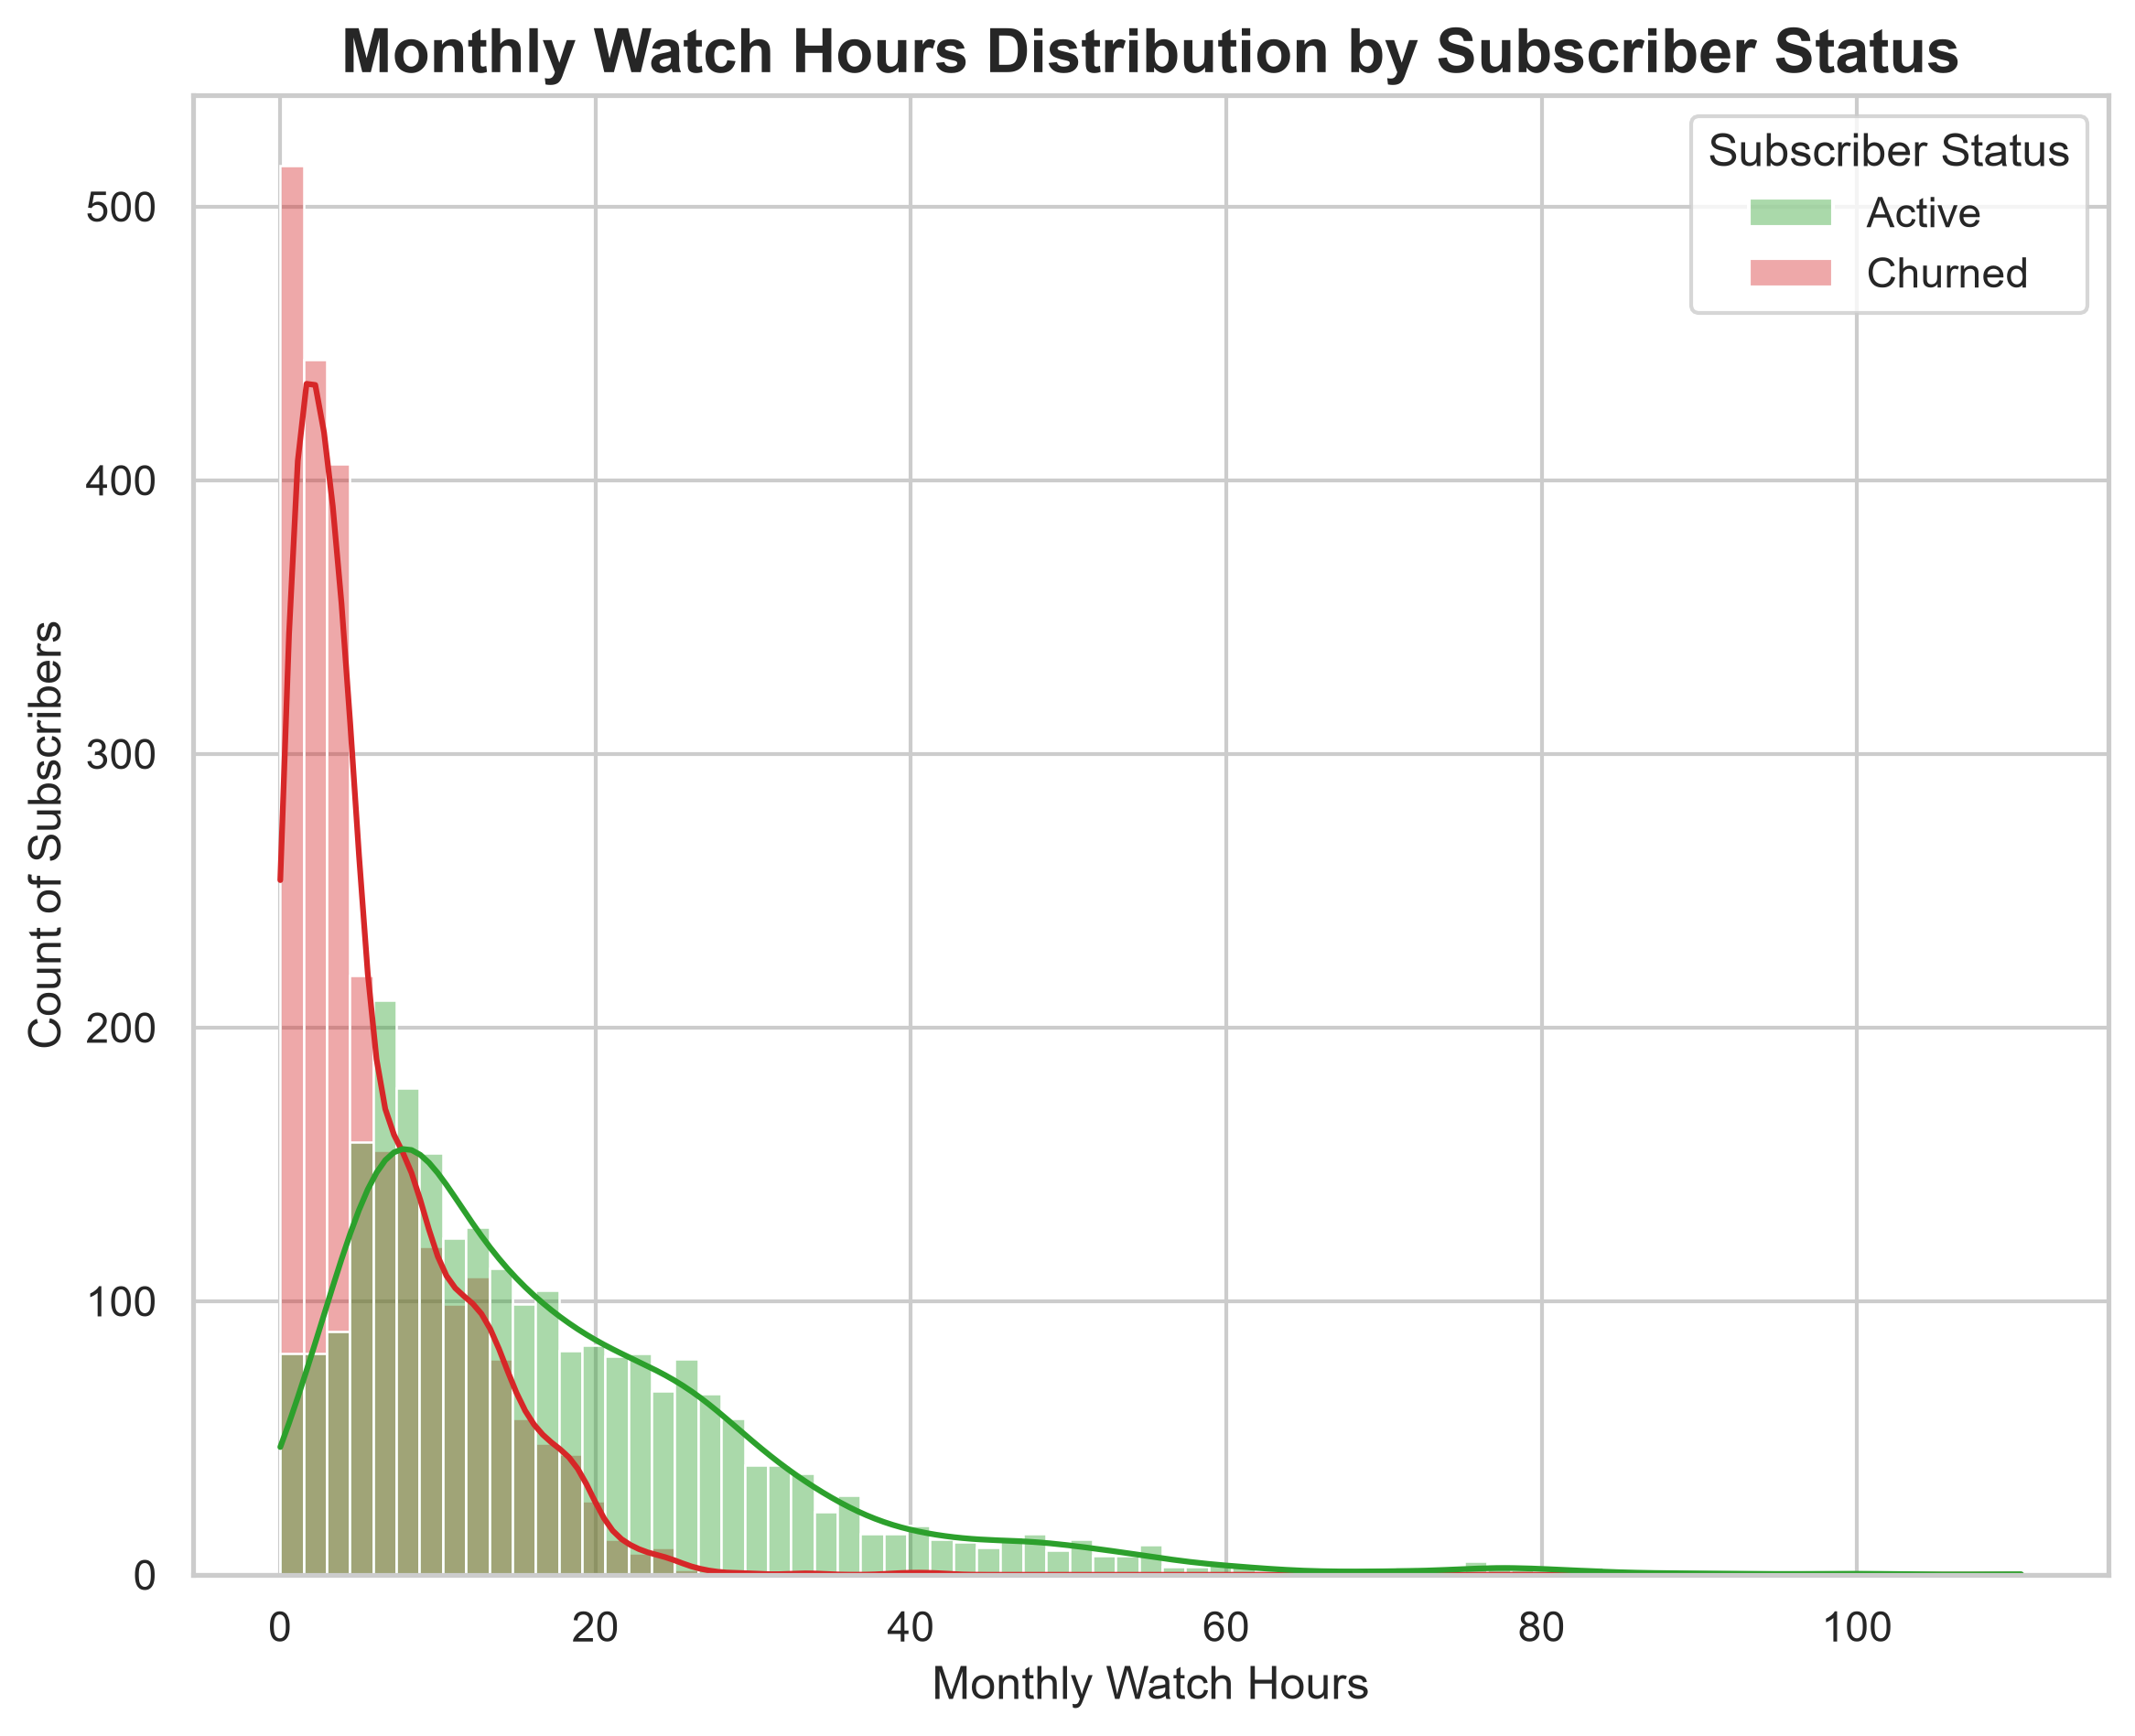 Monthly Watch Hours Distribution by Subscriber Status
Subscriber Status
Active
Churned
Count of Subscribers
500
400
300
200
100
0
0 20 40 60 80 100
Monthly Watch Hours